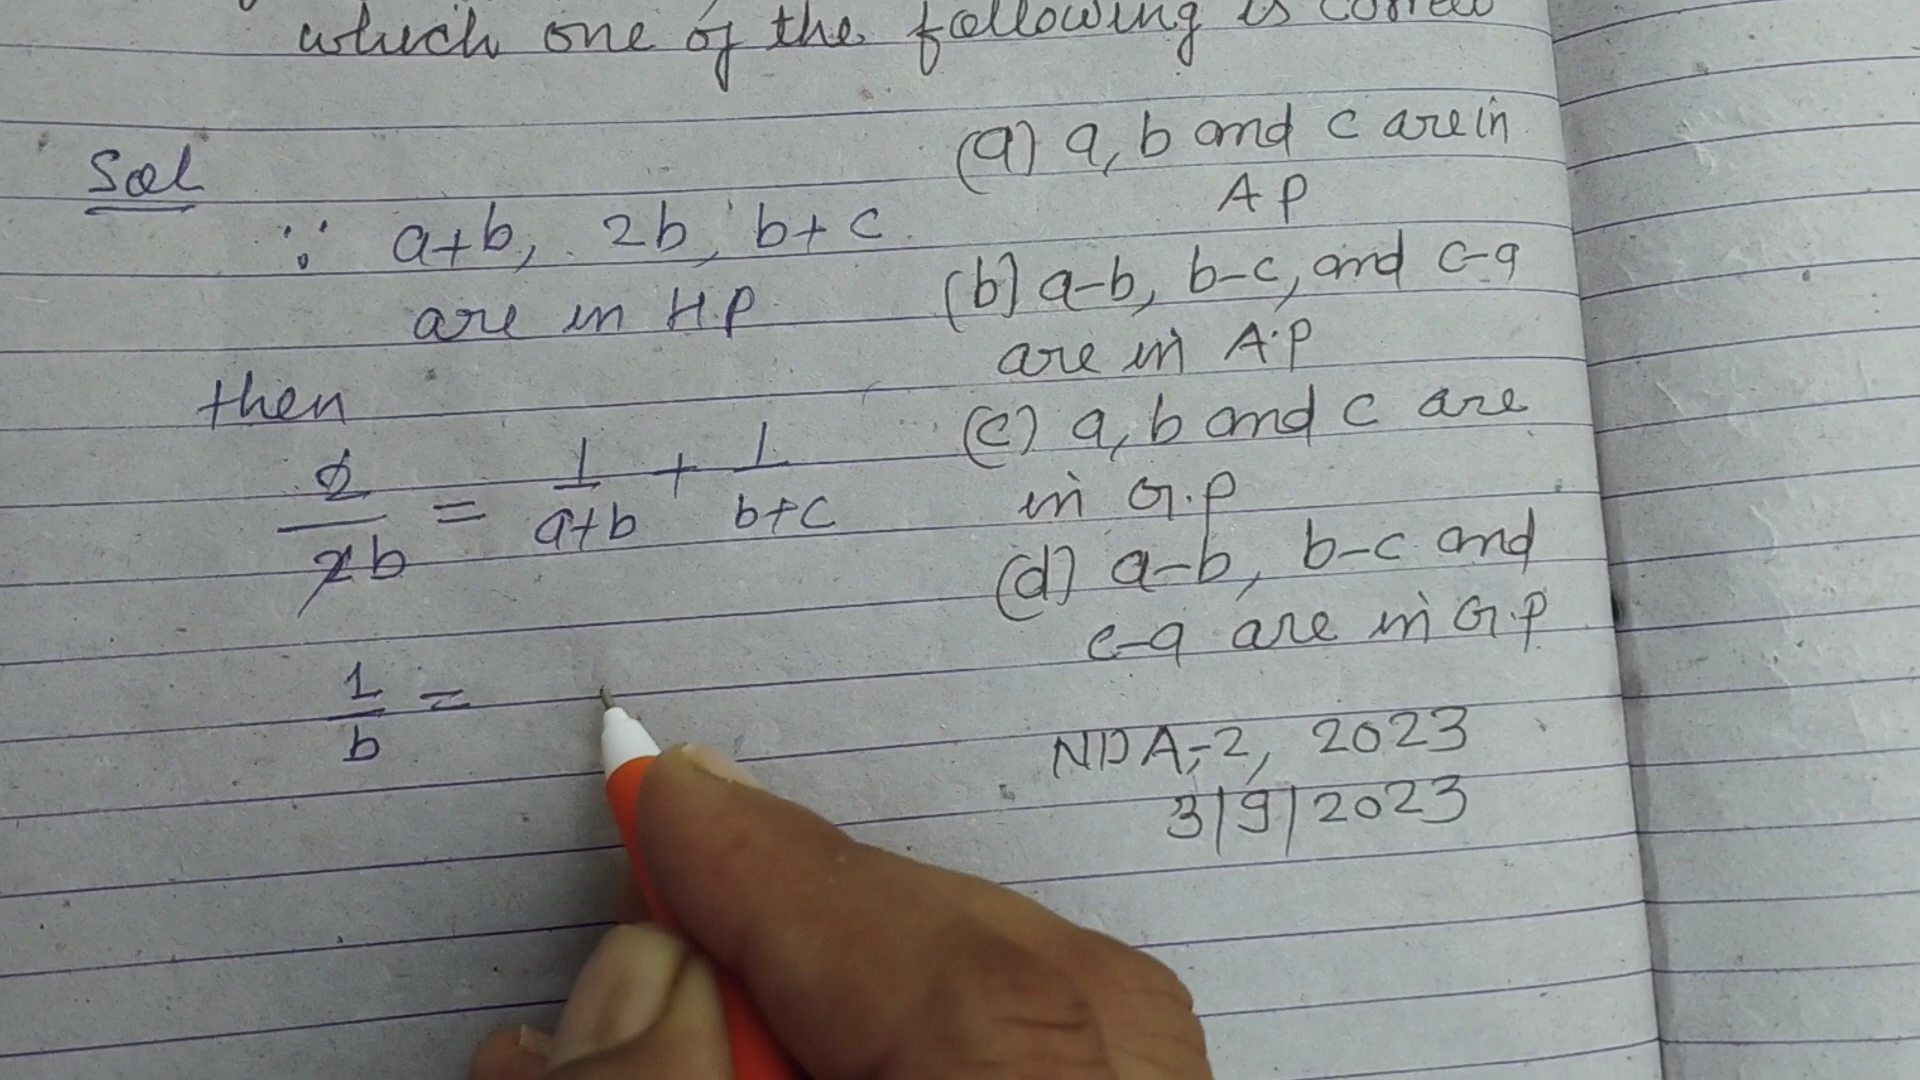 which one of the following is correct
Sol
∵ a+b, 2b, b+c
are in H.P
then
2/2b = 1/a+b + 1/b+c
1/b =
(a) a, b and c are in
A P
(b) a-b, b-c, and c-a
are in A.P
(c) a, b and c are
in G.P
(d) a-b, b-c and
c-a are in G.P
NDA,-2, 2023
3/9/2023